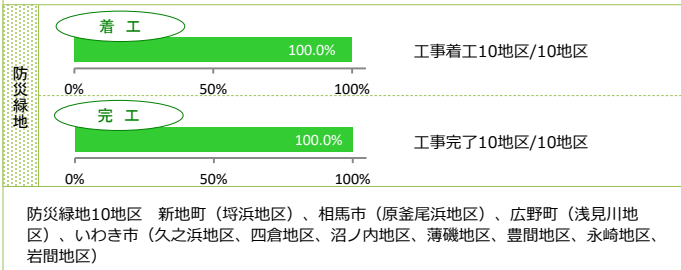 防災緑地
着 工
100.0%
工事着工10地区/10地区
0% 50% 100%
完 工
100.0%
工事完了10地区/10地区
0% 50% 100%
防災緑地10地区 新地町（埒浜地区）、相馬市（原釜尾浜地区）、広野町（浅見川地
区）、いわき市（久之浜地区、四倉地区、沼ノ内地区、薄磯地区、豊間地区、永崎地区、
岩間地区）